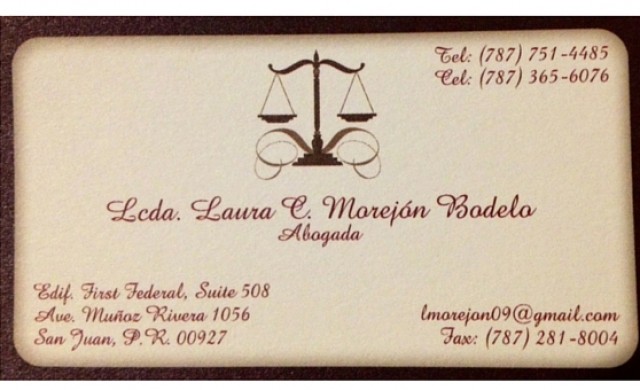 Tel: (787) 751-4485
Cel: (787) 365-6076
Lcda. Laura C. Morejón Bodelo
Abogada
Edif. First Federal, Suite 508
Ave. Muñoz Rivera 1056
San Juan, P.R. 00927
lmorejon09@gmail.com
Fax: (787) 281-8004